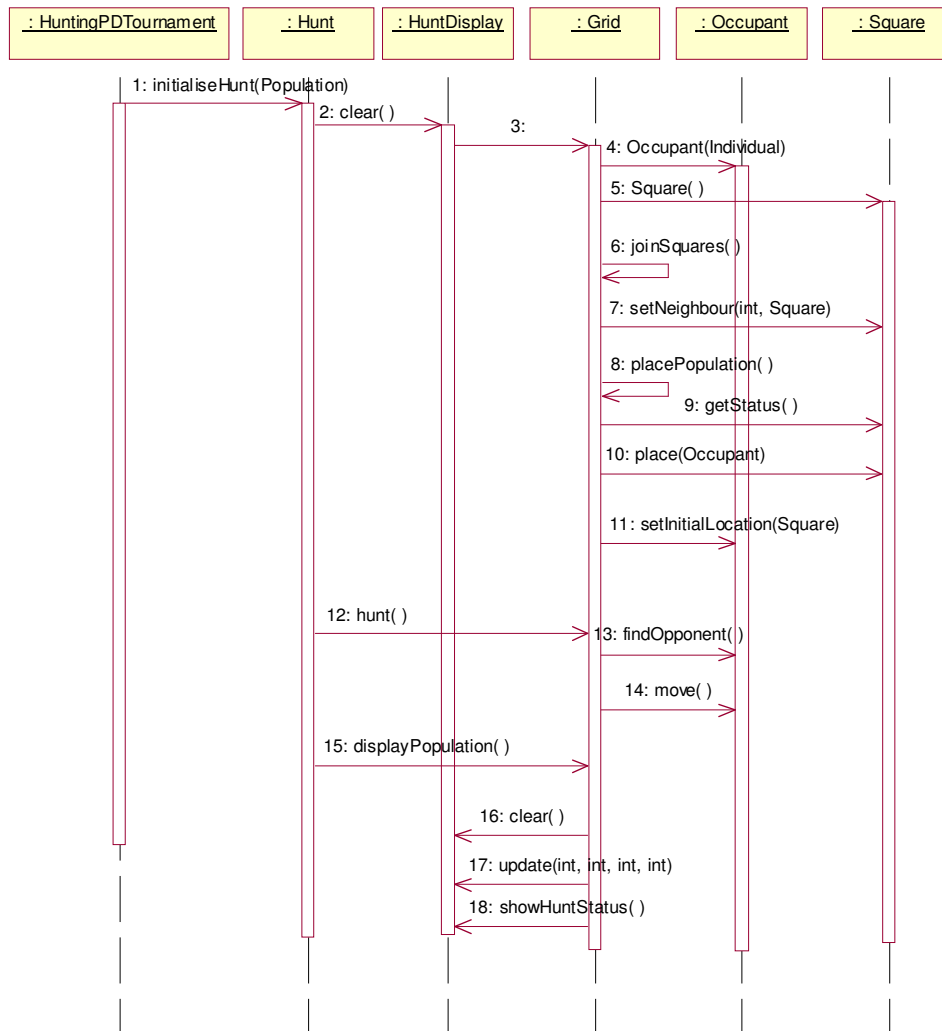 : HuntingPDTournament
: Hunt
: HuntDisplay
: Grid
: Occupant
: Square
1: initialiseHunt(Population)
2: clear( )
3:
4: Occupant(Individual)
5: Square( )
6: joinSquares( )
7: setNeighbour(int, Square)
8: placePopulation( )
9: getStatus( )
10: place(Occupant)
11: setInitialLocation(Square)
12: hunt( )
13: findOpponent( )
14: move( )
15: displayPopulation( )
16: clear( )
17: update(int, int, int, int)
18: showHuntStatus( )